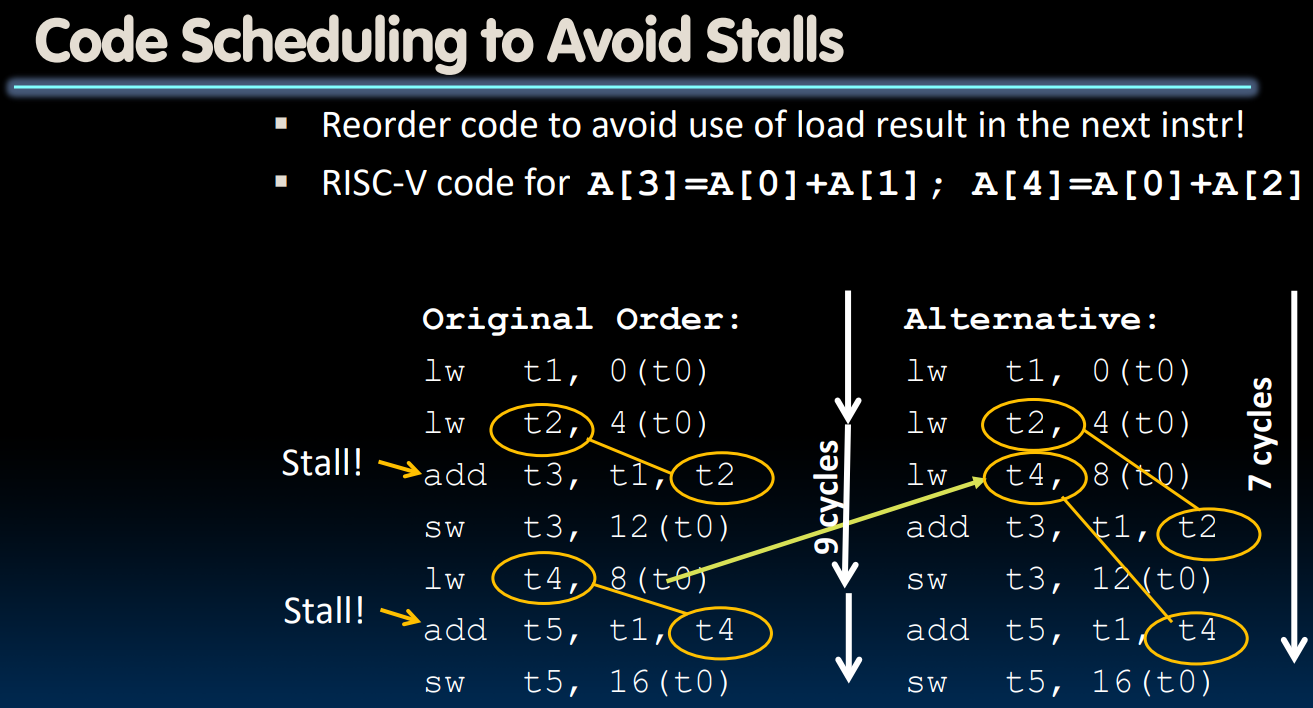 Code Scheduling to Avoid Stalls
▪ Reorder code to avoid use of load result in the next instr!
▪ RISC-V code for A[3]=A[0]+A[1]; A[4]=A[0]+A[2]
Original Order:
lw t1, 0(t0)
lw t2, 4(t0)
Stall! add t3, t1, t2
sw t3, 12(t0)
lw t4, 8(t0)
Stall! add t5, t1, t4
sw t5, 16(t0)
9 cycles
Alternative:
lw t1, 0(t0)
lw t2, 4(t0)
lw t4, 8(t0)
add t3, t1, t2
sw t3, 12(t0)
add t5, t1, t4
sw t5, 16(t0)
7 cycles